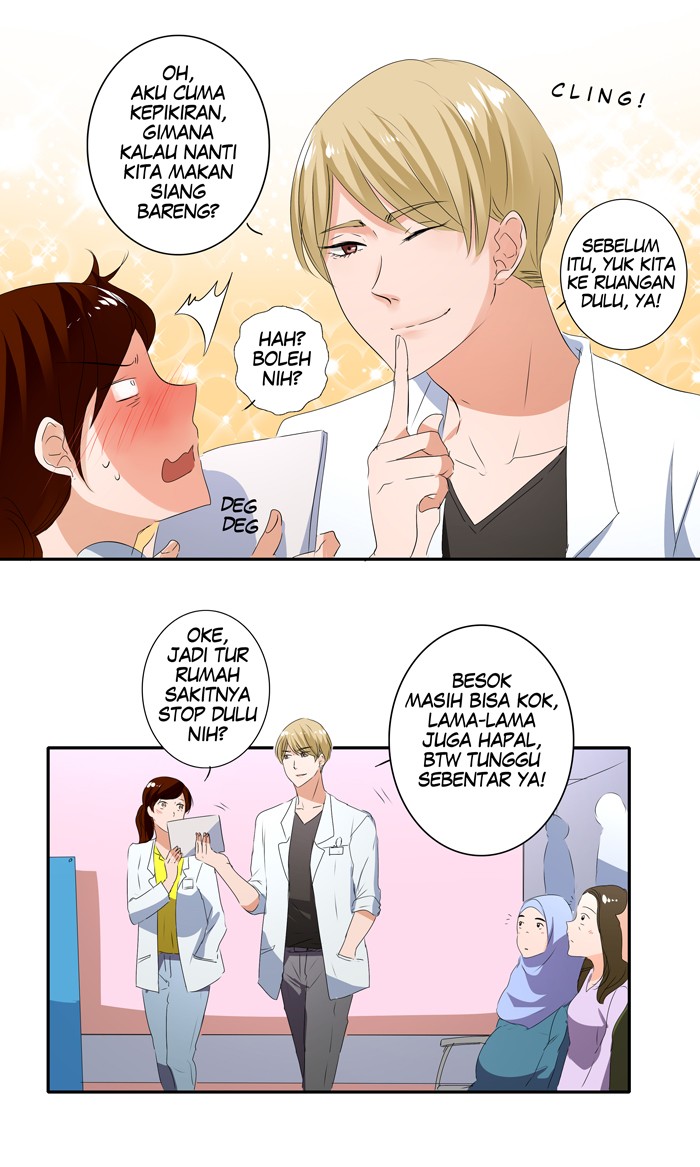 OH,
AKU CUMA
KEPIKIRAN,
GIMANA
KALAU NANTI
KITA MAKAN
SIANG
BARENG?
CLING!
SEBELUM
ITU, YUK KITA
KE RUANGAN
DULU, YA!
HAH?
BOLEH
NIH?
DEG
DEG
OKE,
JADI TUR
RUMAH
SAKITNYA
STOP DULU
NIH?
BESOK
MASIH BISA KOK,
LAMA-LAMA
JUGA HAPAL,
BTW TUNGGU
SEBENTAR YA!